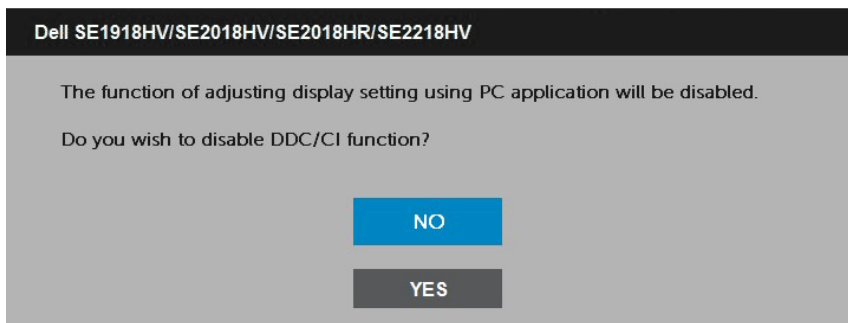 Dell SE1918HV/SE2018HV/SE2018HR/SE2218HV
The function of adjusting display setting using PC application will be disabled.
Do you wish to disable DDC/CI function?
NO
YES